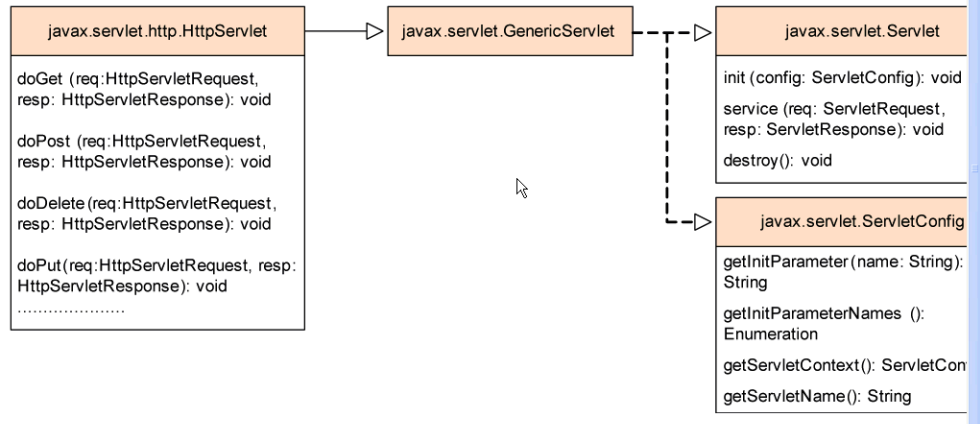 javax.servlet.http.HttpServlet
doGet (req:HttpServletRequest,
resp: HttpServletResponse): void
doPost (req:HttpServletRequest,
resp: HttpServletResponse): void
doDelete(req:HttpServletRequest,
resp: HttpServletResponse): void
doPut(req:HttpServletRequest, resp:
HttpServletResponse): void
.....................
javax.servlet.GenericServlet
javax.servlet.Servlet
init (config: ServletConfig): void
service (req: ServletRequest,
resp: ServletResponse): void
destroy(): void
javax.servlet.ServletConfig
getInitParameter(name: String):
String
getInitParameterNames ():
Enumeration
getServletContext(): ServletCon
getServletName(): String